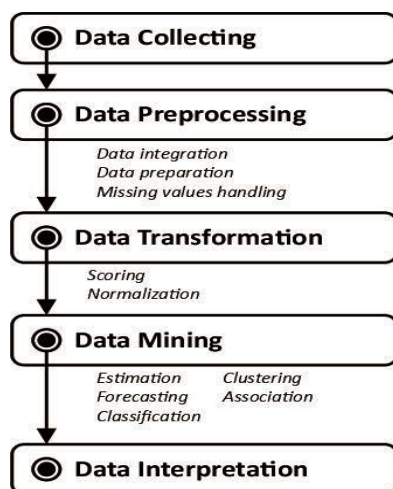 Data Collecting
Data Preprocessing
Data integration
Data preparation
Missing values handling
Data Transformation
Scoring
Normalization
Data Mining
Estimation Clustering
Forecasting Association
Classification
Data Interpretation